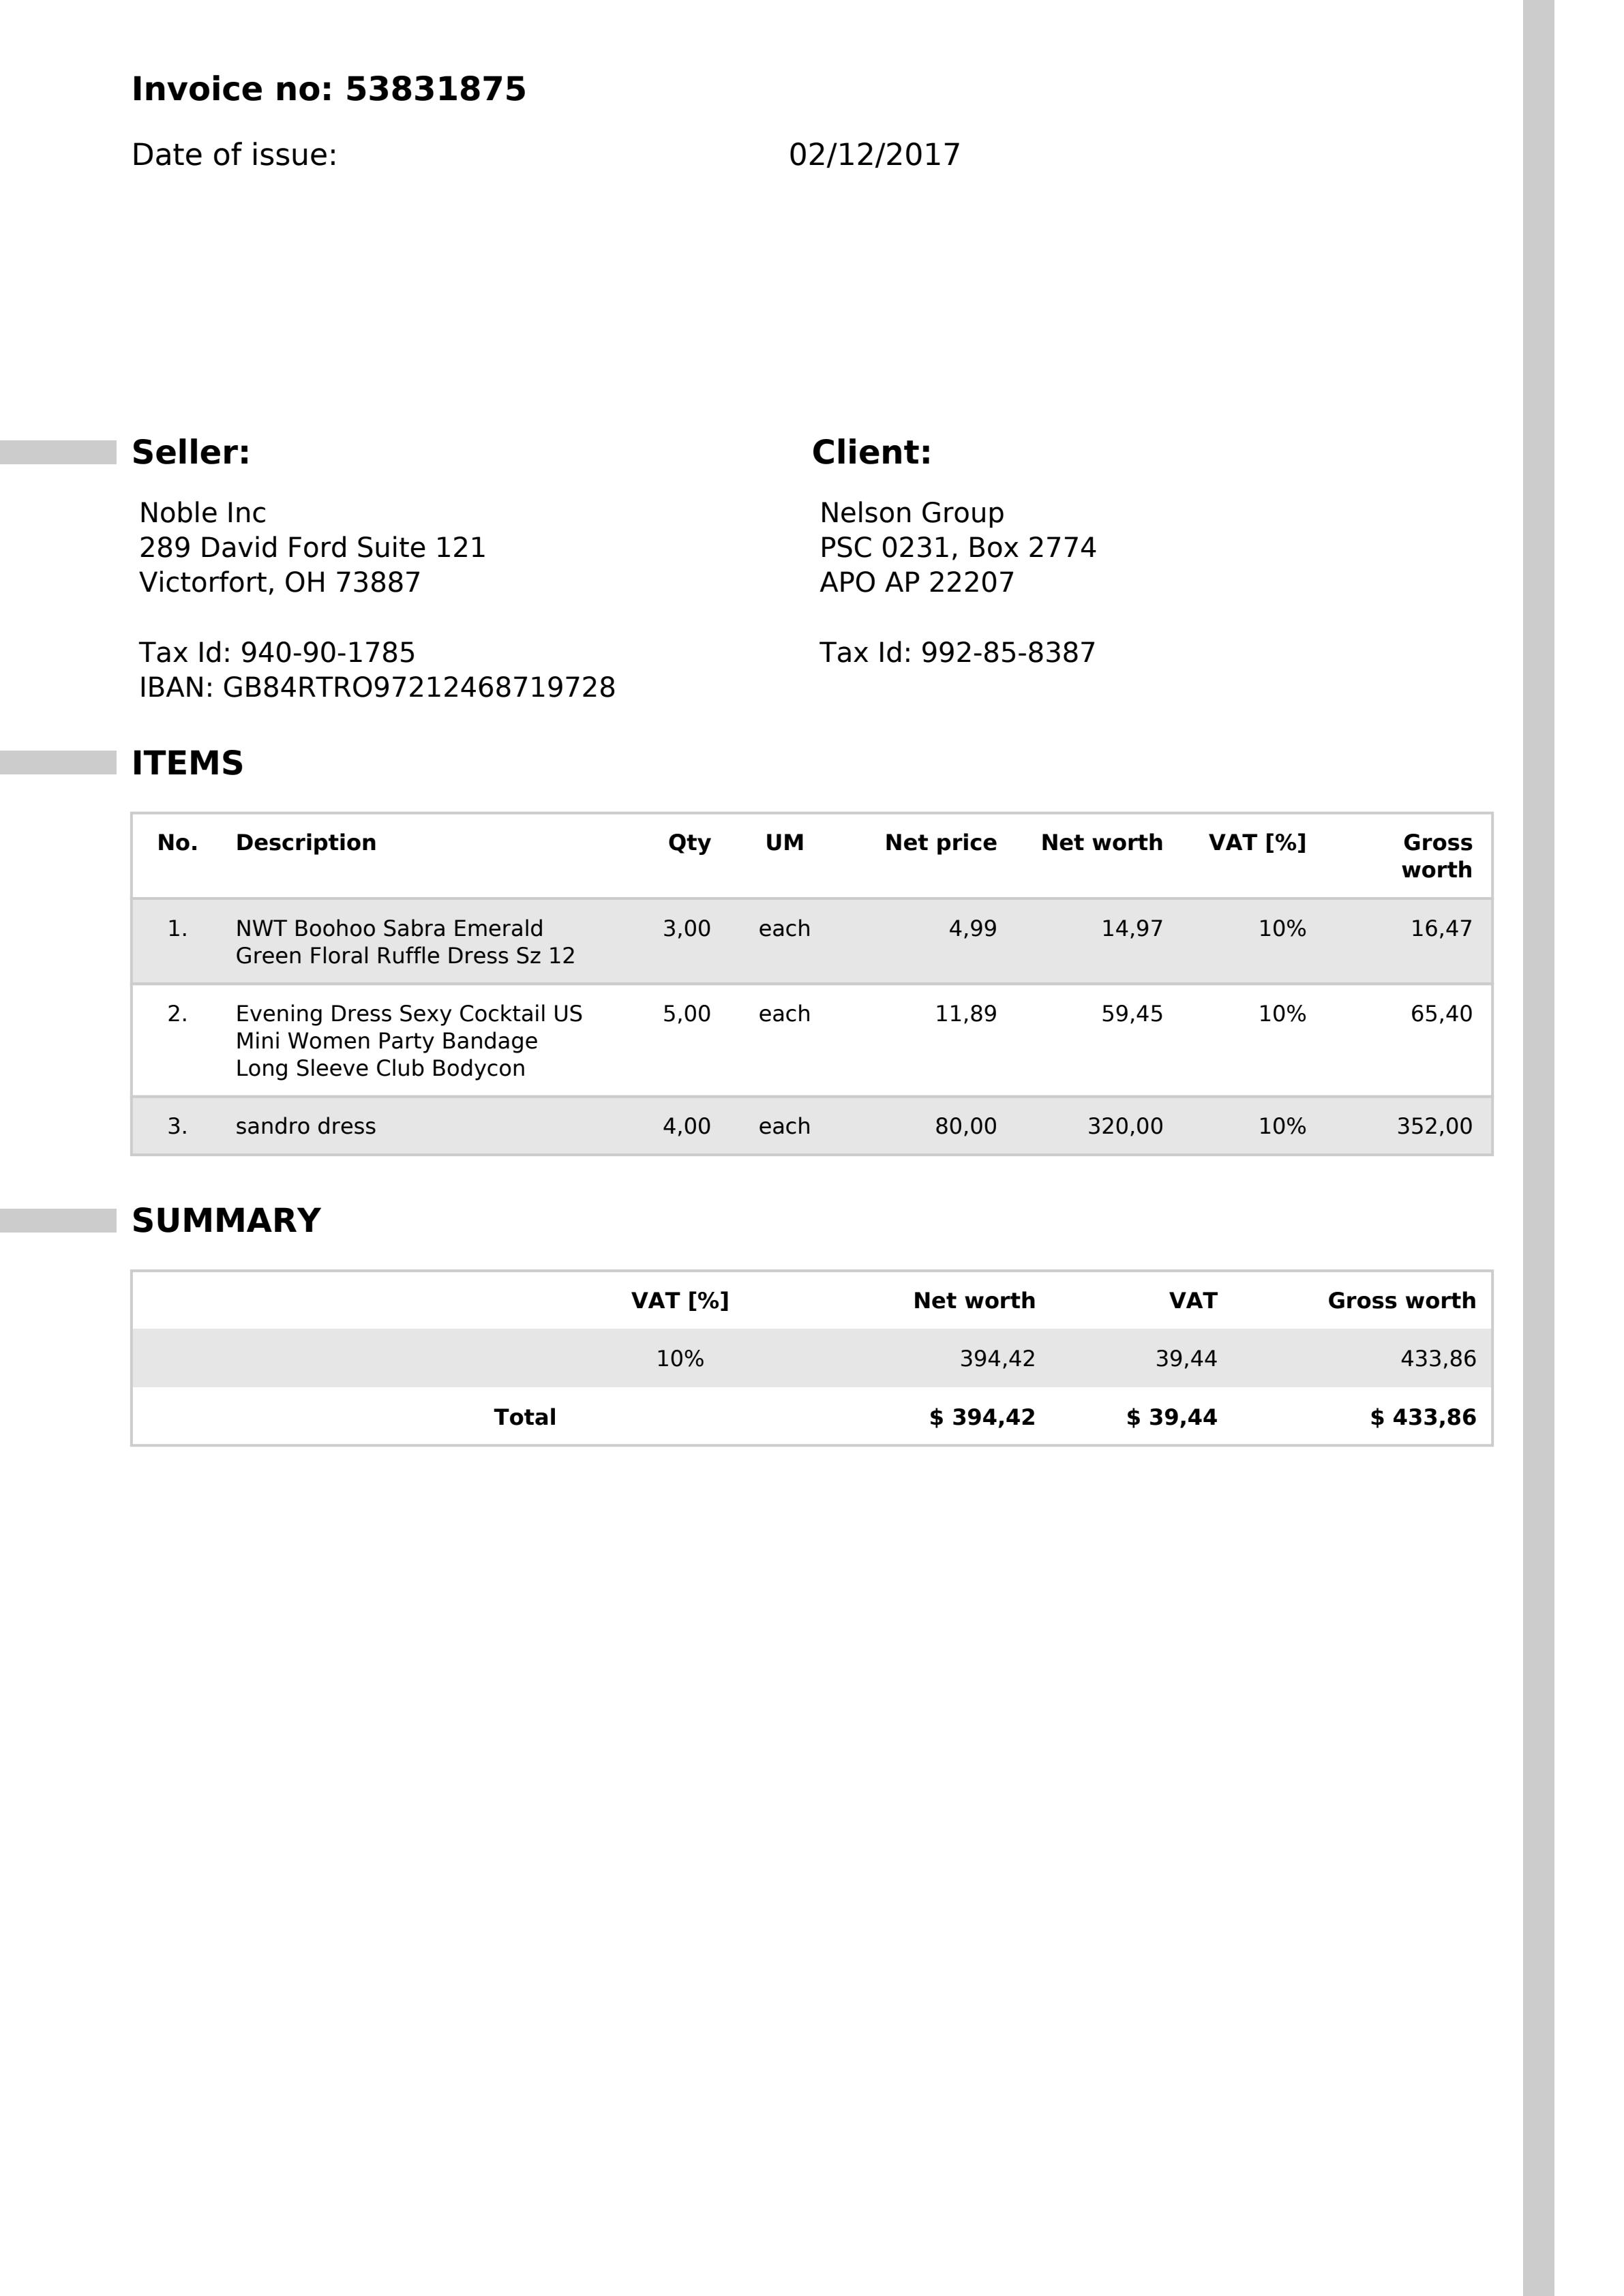 Invoice no: 53831875
Date of issue: 02/12/2017
Seller:
Noble Inc
289 David Ford Suite 121
Victorfort, OH 73887
Tax Id: 940-90-1785
IBAN: GB84RTRO97212468719728
Client:
Nelson Group
PSC 0231, Box 2774
APO AP 22207
Tax Id: 992-85-8387
ITEMS
No. Description Qty UM Net price Net worth VAT [%] Gross
worth
1. NWT Boohoo Sabra Emerald 3,00 each 4,99 14,97 10% 16,47
Green Floral Ruffle Dress Sz 12
2. Evening Dress Sexy Cocktail US 5,00 each 11,89 59,45 10% 65,40
Mini Women Party Bandage
Long Sleeve Club Bodycon
3. sandro dress 4,00 each 80,00 320,00 10% 352,00
SUMMARY
VAT [%] Net worth VAT Gross worth
10% 394,42 39,44 433,86
Total $ 394,42 $ 39,44 $ 433,86